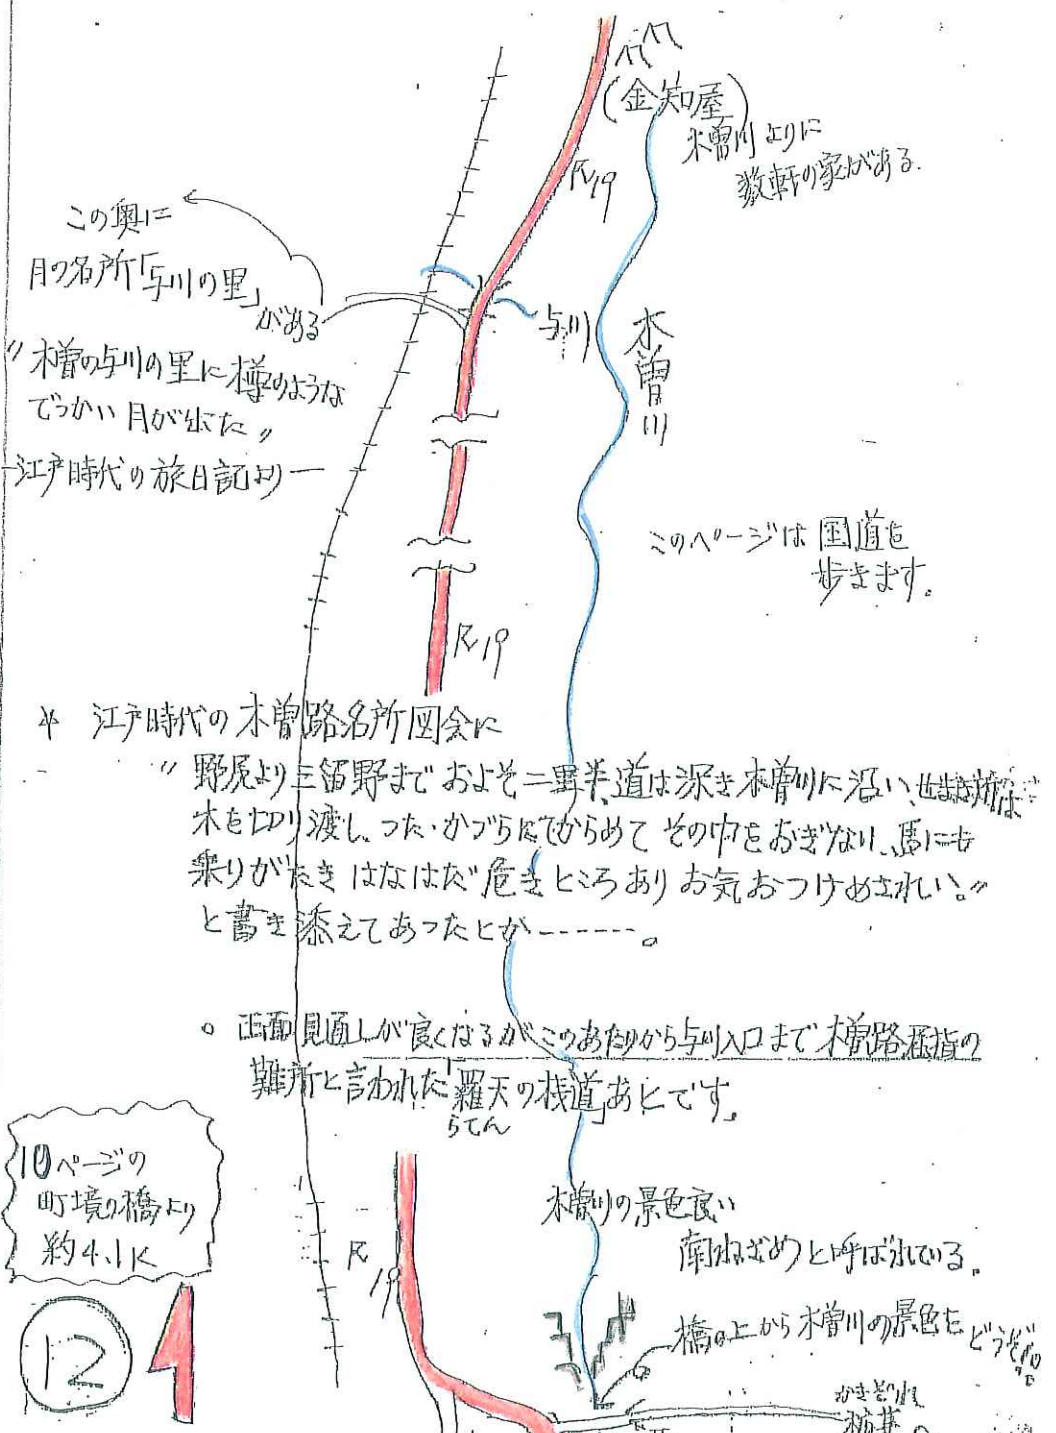 (金知屋)
木曽川よりに
数軒の家がある.
R19
この奥に
月の名所「与川の里」
がある
与川
木曽川
〃木曽の与川の里に樽のような
でっかい月が出た〃
―江戸時代の旅日記より―
このページは国道を
歩きます。
R19
江戸時代の木曽路名所図会に
〃野尻より三留野までおよそ二里半、道は深き木曽川に沿い、
木を切り渡し、つた・かづらにてからめてその中をおぎない、馬にも
乗りがたきはなはだ危きところありお気おつけめされい。〃
と書き添えてあったとか------。
○ 正面見通しが良くなるがこのあたりから与川入口まで木曽路屈指の
難所と言われた「羅天の桟道」あとです。
らてん
10ページの
町境の橋より
約4.1K
木曽川の景色良い
南ねざめと呼ばれている。
R19
橋の上から木曽川の景色をどうぞ
12
かきぞれ
柿其